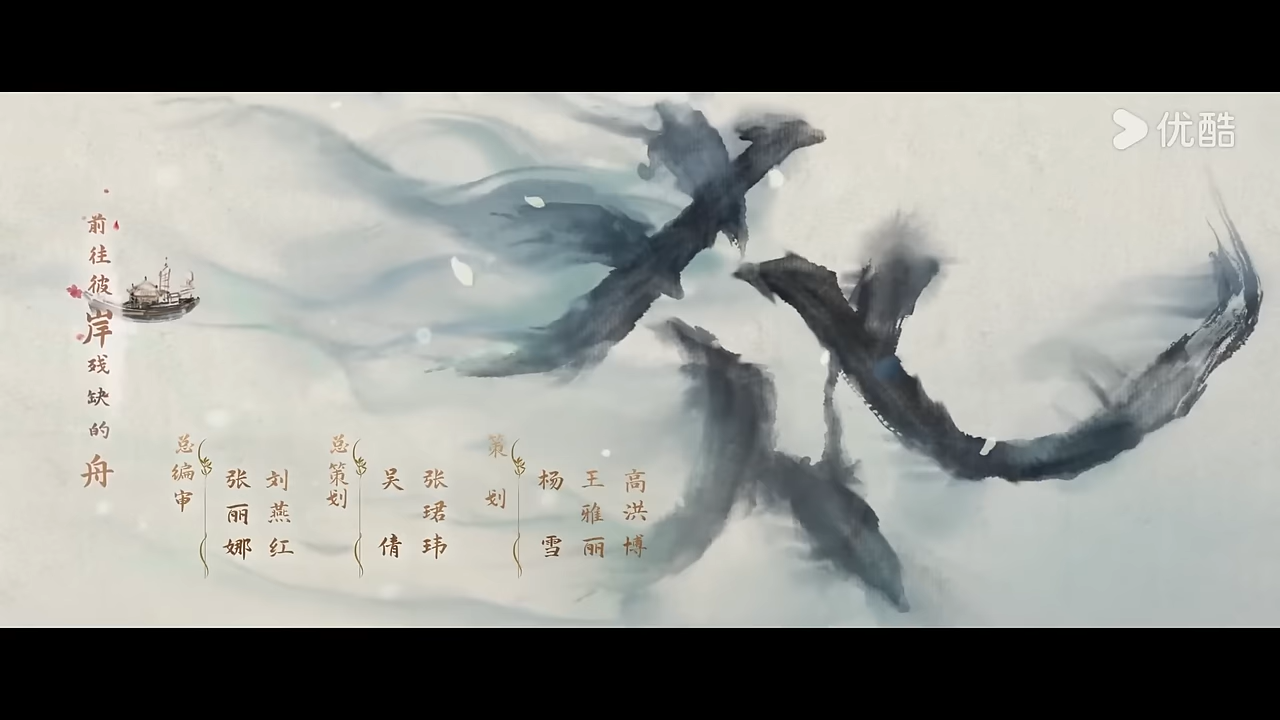 优酷
前往彼岸残缺的舟
总编审
张丽娜
刘燕红
总策划
吴倩
张珺玮
策划
杨雪
王雅丽
高洪博